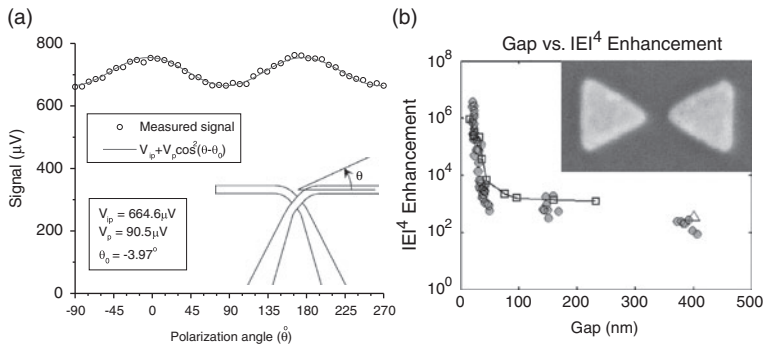 (a)
800
600
400
200
0
Signal (μV)
Measured signal
V_ip+V_pcos²(θ-θ₀)
V_ip = 664.6μV
V_p = 90.5μV
θ₀ = -3.97°
θ
-90 -45 0 45 90 135 180 225 270
Polarization angle (θ°)
(b)
Gap vs. IEI⁴ Enhancement
10⁸
10⁶
10⁴
10²
10⁰
IEI⁴ Enhancement
0 100 200 300 400 500
Gap (nm)